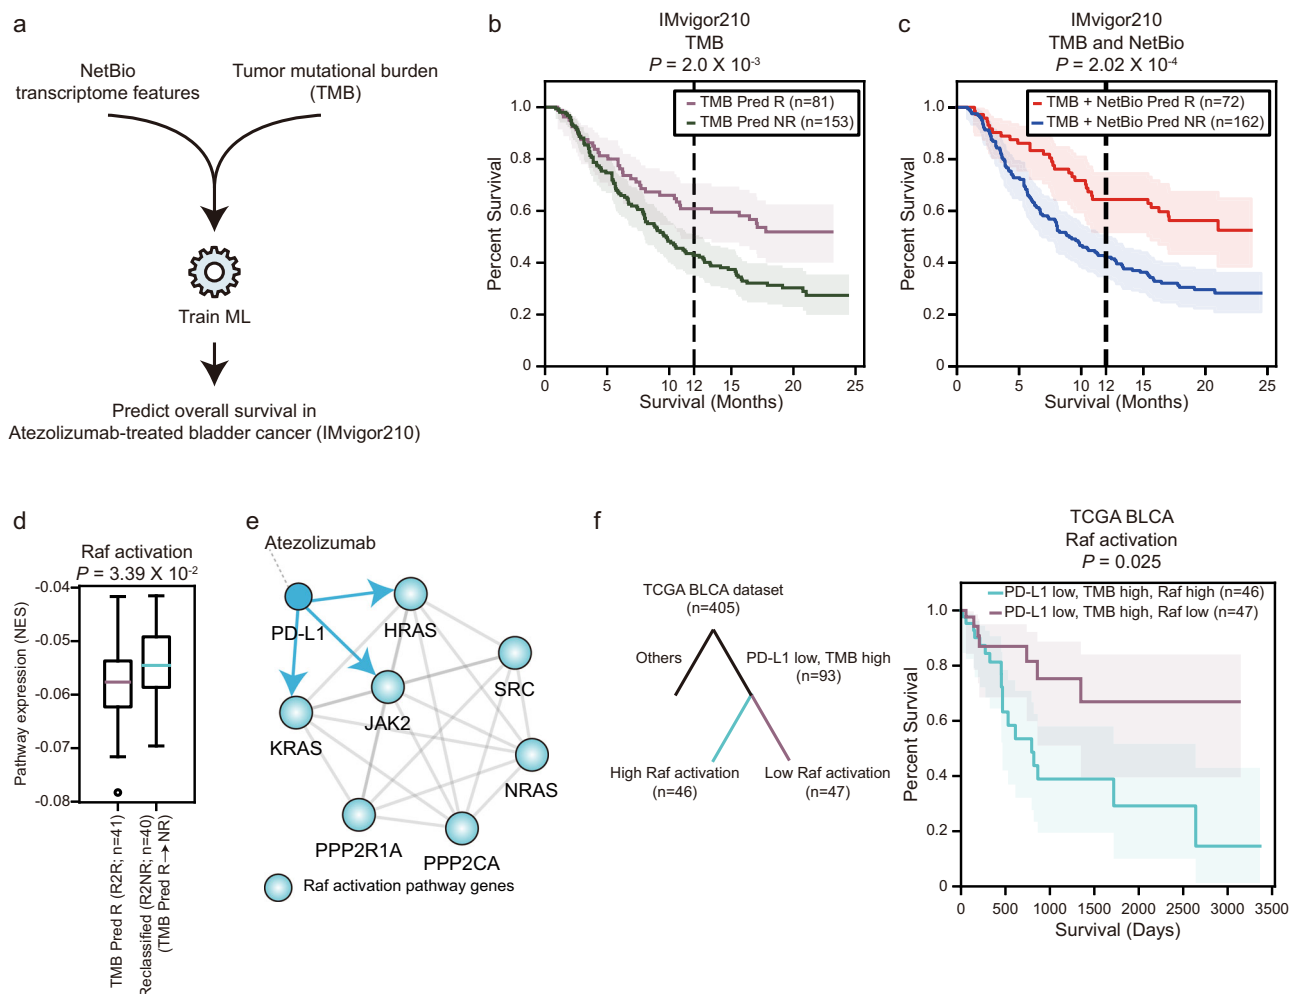 a
NetBio
transcriptome features
Tumor mutational burden
(TMB)
Train ML
Predict overall survival in
Atezolizumab-treated bladder cancer (IMvigor210)
b
IMvigor210
TMB
P = 2.0 X 10-3
TMB Pred R (n=81)
TMB Pred NR (n=153)
Percent Survival
1.0
0.8
0.6
0.4
0.2
0
0 5 10 12 15 20 25
Survival (Months)
c
IMvigor210
TMB and NetBio
P = 2.02 X 10-4
TMB + NetBio Pred R (n=72)
TMB + NetBio Pred NR (n=162)
Percent Survival
1.0
0.8
0.6
0.4
0.2
0
0 5 10 12 15 20 25
Survival (Months)
d
Raf activation
P = 3.39 X 10-2
Pathway expression (NES)
-0.04
-0.05
-0.06
-0.07
-0.08
TMB Pred R (R2R; n=41)
Reclassified (R2NR; n=40)
(TMB Pred R→NR)
e
Atezolizumab
PD-L1
HRAS
SRC
JAK2
KRAS
NRAS
PPP2R1A
PPP2CA
Raf activation pathway genes
f
TCGA BLCA dataset
(n=405)
Others
PD-L1 low, TMB high
(n=93)
High Raf activation
(n=46)
Low Raf activation
(n=47)
TCGA BLCA
Raf activation
P = 0.025
PD-L1 low, TMB high, Raf high (n=46)
PD-L1 low, TMB high, Raf low (n=47)
Percent Survival
1.0
0.8
0.6
0.4
0.2
0
0 500 1000 1500 2000 2500 3000 3500
Survival (Days)